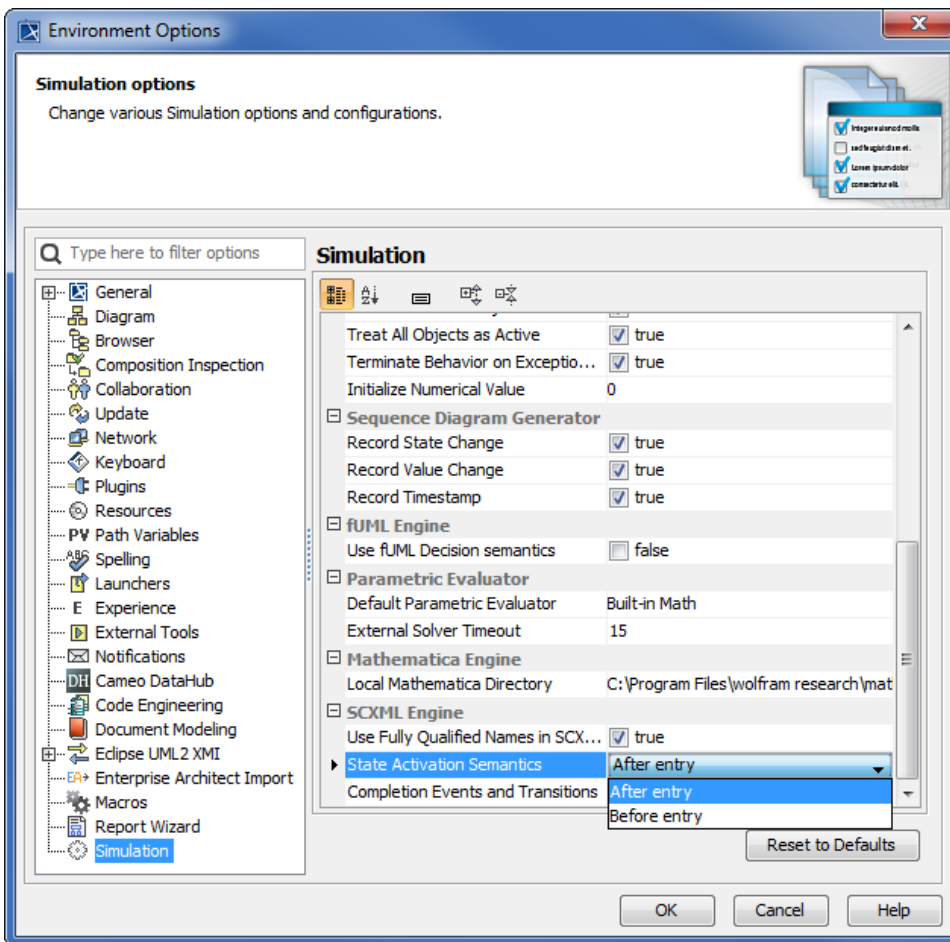 Environment Options
Simulation options
Change various Simulation options and configurations.
Lorem ipsum dolor
consectetur elit.
Type here to filter options
General
Diagram
Browser
Composition Inspection
Collaboration
Update
Network
Keyboard
Plugins
Resources
Path Variables
Spelling
Launchers
E Experience
External Tools
Notifications
DH Cameo DataHub
Code Engineering
Document Modeling
Eclipse UML2 XMI
Enterprise Architect Import
Macros
Report Wizard
Simulation
Simulation
Treat All Objects as Active true
Terminate Behavior on Exceptio... true
Initialize Numerical Value 0
Sequence Diagram Generator
Record State Change true
Record Value Change true
Record Timestamp true
fUML Engine
Use fUML Decision semantics false
Parametric Evaluator
Default Parametric Evaluator Built-in Math
External Solver Timeout 15
Mathematica Engine
Local Mathematica Directory C:\Program Files\wolfram research\mat
SCXML Engine
Use Fully Qualified Names in SCX... true
State Activation Semantics After entry
Completion Events and Transitions After entry
Before entry
Reset to Defaults
OK Cancel Help